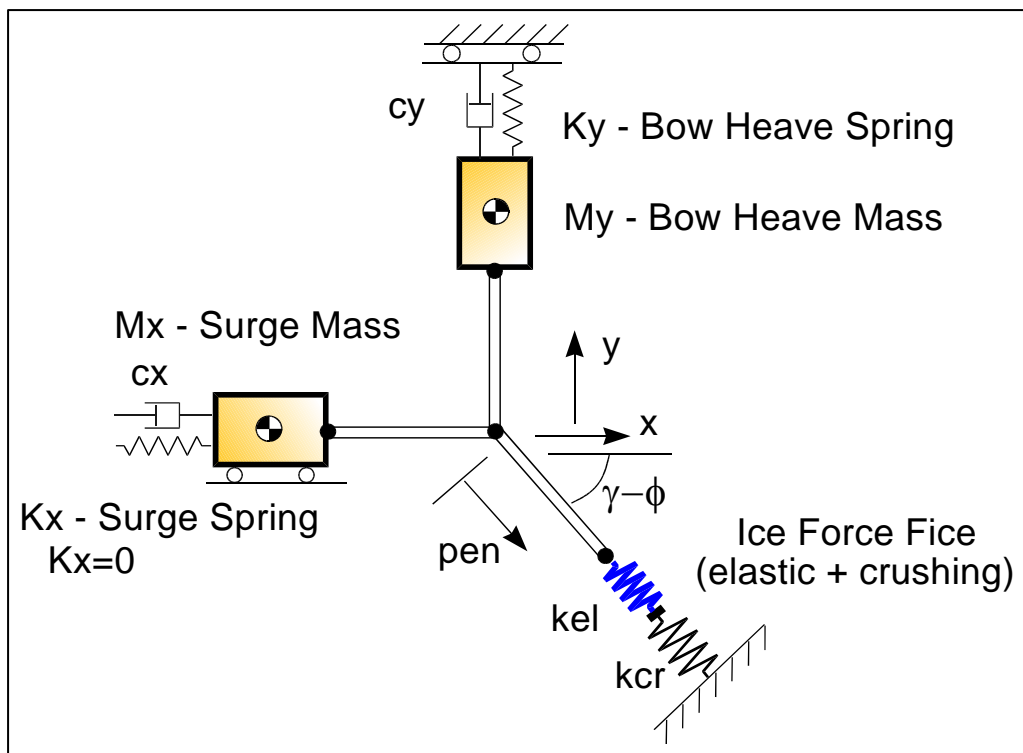 cy
Ky - Bow Heave Spring
My - Bow Heave Mass
Mx - Surge Mass
cx
y
x
γ−ϕ
Kx - Surge Spring
Kx=0
pen
Ice Force Fice
(elastic + crushing)
kel
kcr